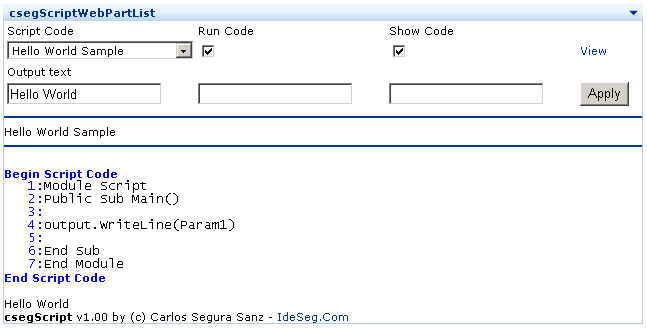 csegScriptWebPartList
Script Code Run Code Show Code
Hello World Sample View
Output text
Hello World Apply
Hello World Sample
Begin Script Code
1:Module Script
2:Public Sub Main()
3:
4:output.WriteLine(Param1)
5:
6:End Sub
7:End Module
End Script Code
Hello World
csegScript v1.00 by (c) Carlos Segura Sanz - IdeSeg.Com